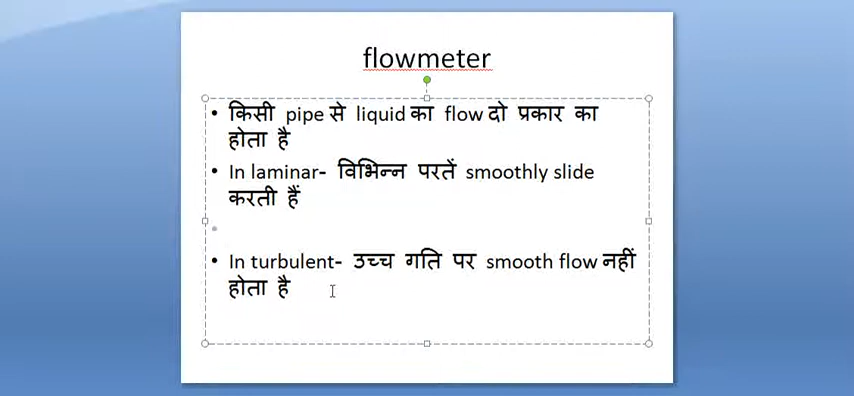 flowmeter
• किसी pipe से liquid का flow दो प्रकार का
होता है
• In laminar- विभिन्न परतें smoothly slide
करती हैं
• In turbulent- उच्च गति पर smooth flow नहीं
होता है